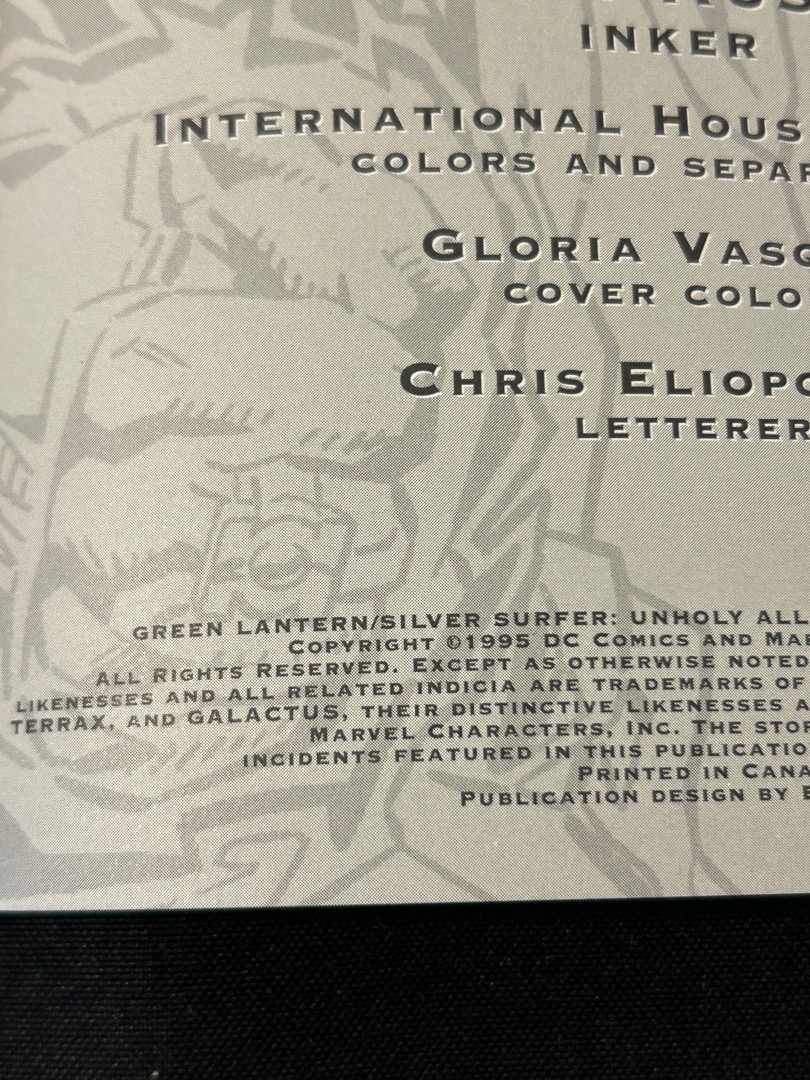 INKER
INTERNATIONAL HOUS
COLORS AND SEPAR
GLORIA VASQ
COVER COLO
CHRIS ELIOPO
LETTERER
GREEN LANTERN/SILVER SURFER: UNHOLY ALL
COPYRIGHT ©1995 DC COMICS AND MAR
ALL RIGHTS RESERVED. EXCEPT AS OTHERWISE NOTED
LIKENESSES AND ALL RELATED INDICIA ARE TRADEMARKS OF
TERRAX, AND GALACTUS, THEIR DISTINCTIVE LIKENESSES A
MARVEL CHARACTERS, INC. THE STOR
INCIDENTS FEATURED IN THIS PUBLICATIO
PRINTED IN CANA
PUBLICATION DESIGN BY